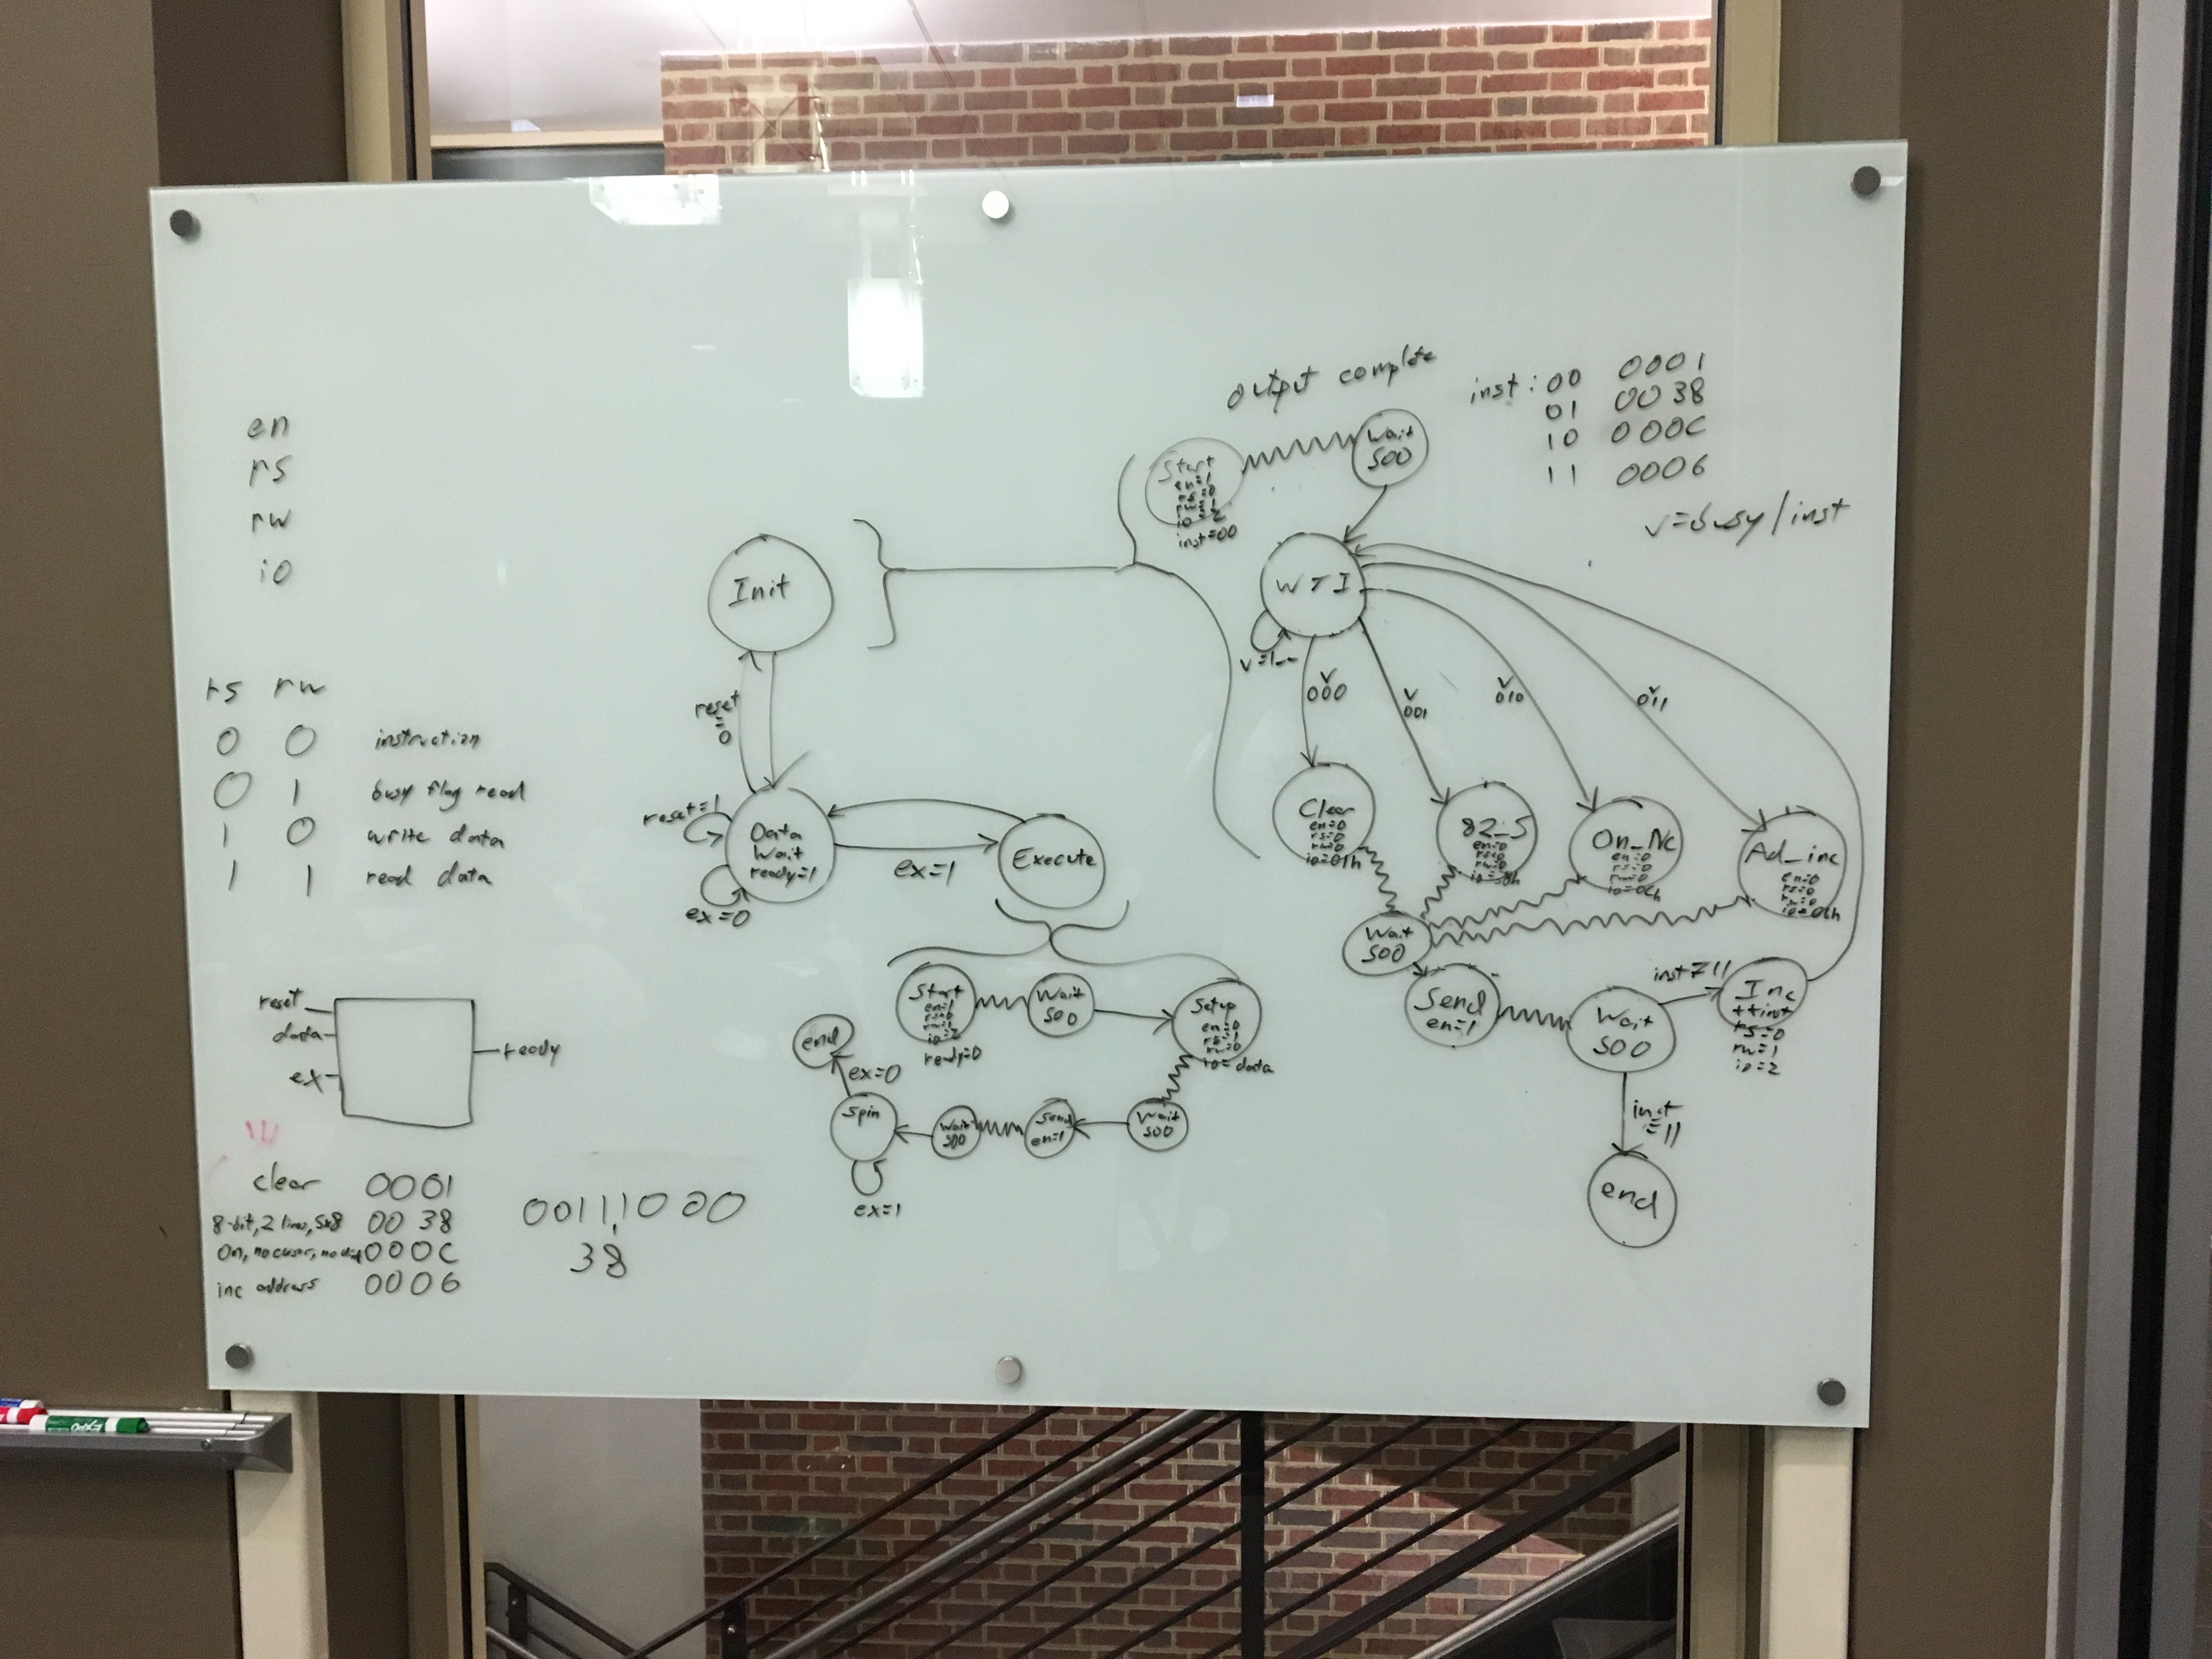 en
rs
rw
io
rs rw
0 0 instruction
0 1 busy flag read
1 0 write data
1 1 read data
reset
data
ex
ready
clear 0001
8-bit, 2 lines, 5x8 00 38
On, no cursor, no 000C
inc address 0006
00111000
38
Init
reset
=
0
reset=1
Data
Wait
ready=1
ex=0
ex=1
Execute
Start
en=1
rs=0
rw=1
io=z
ready=0
Wait
500
Setup
en=0
rs=1
rw=0
io=data
Wait
500
Send
en=1
Wait
500
Spin
ex=1
ex=0
end
output complete
Start
en=1
rs=0
rw=1
io=z
inst=00
Wait
500
inst: 00 0001
01 00 38
10 000C
11 0006
v=busy/inst
WTI
v=1--
v
000
v
001
v
010
v
011
Clear
en=0
rs=0
rw=0
io=01h
82_5
en=0
rs=0
rw=0
io=38h
On_Nc
en=0
rs=0
rw=0
io=0Ch
Ad_inc
en=0
rs=0
rw=0
io=06h
Wait
500
Send
en=1
Wait
500
inst≠11
Inc
++inst
rs=0
rw=1
io=z
inst
=11
end
EXPO